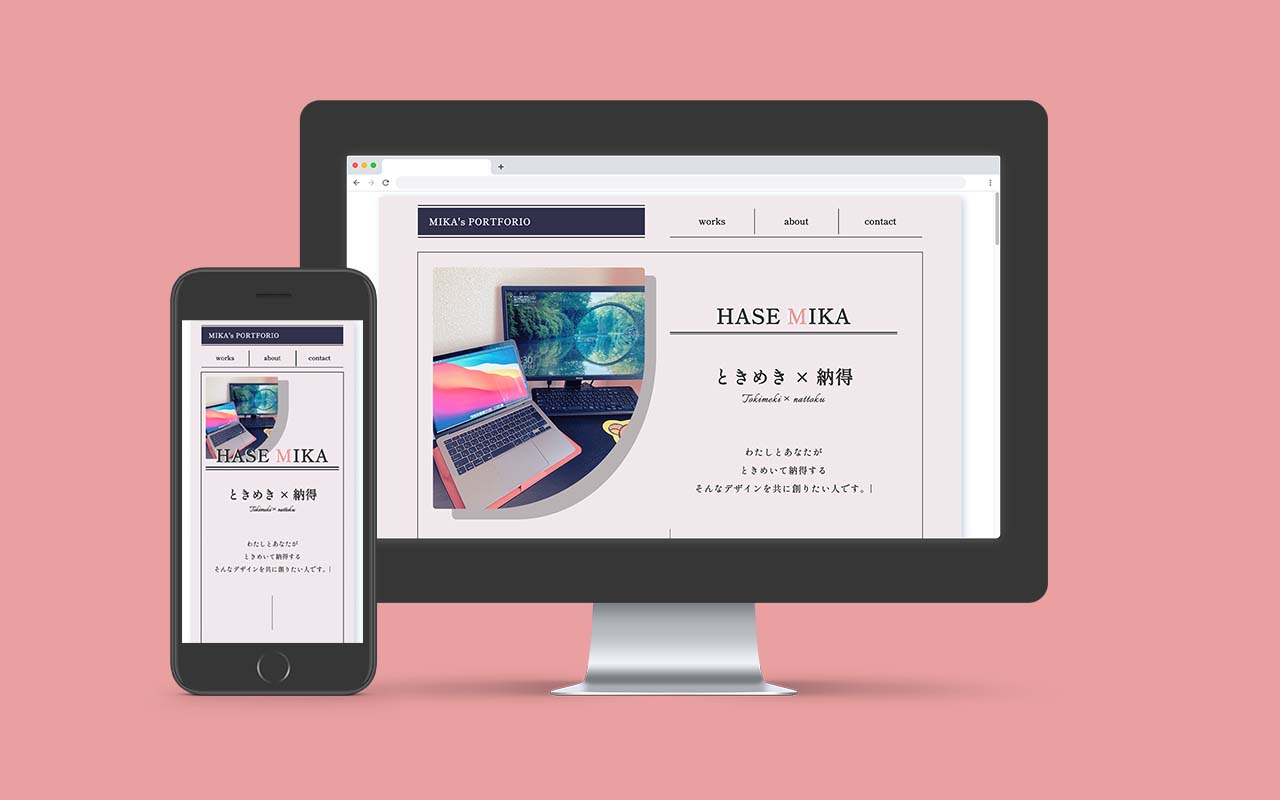 MIKA's PORTFORIO
works
about
contact
HASE MIKA
ときめき × 納得
Tokimeki × nattoku
わたしとあなたが
ときめいて納得する
そんなデザインを共に創りたい人です。|
MIKA's PORTFORIO
works
about
contact
HASE MIKA
ときめき × 納得
Tokimeki × nattoku
わたしとあなたが
ときめいて納得する
そんなデザインを共に創りたい人です。|